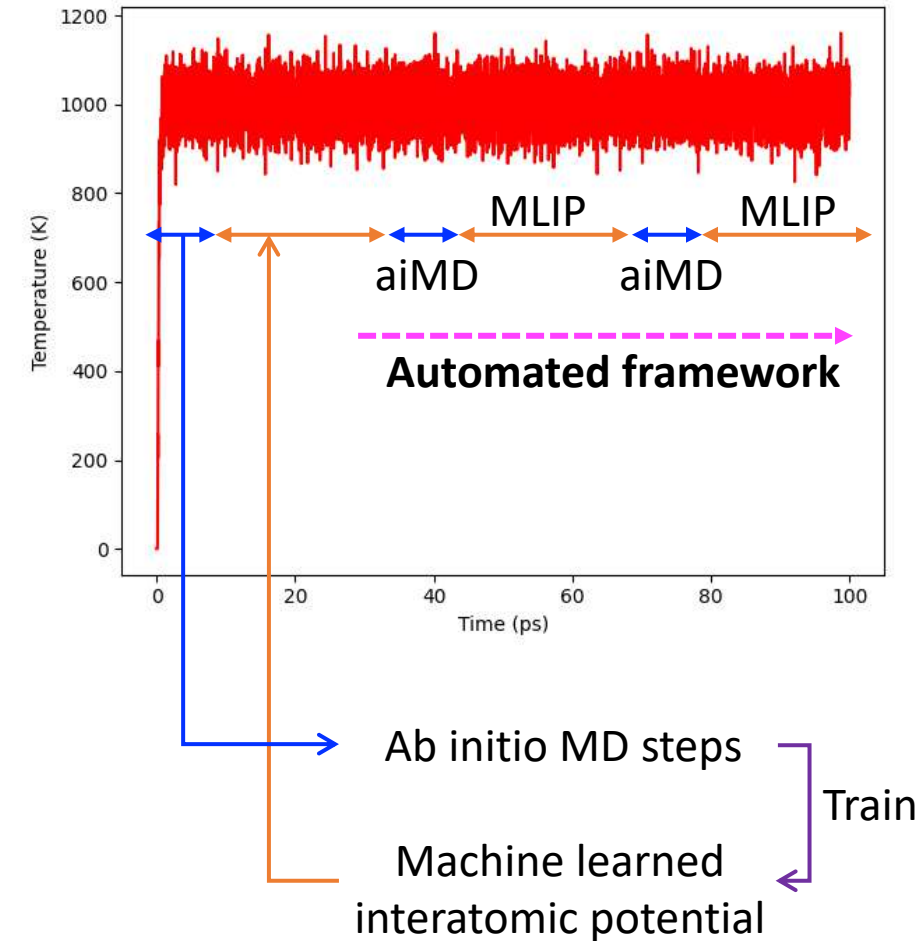 1200
1000
800
600
400
200
0
Temperature (K)
MLIP
MLIP
aiMD
aiMD
Automated framework
0
20
40
60
80
100
Time (ps)
Ab initio MD steps
Train
Machine learned
interatomic potential